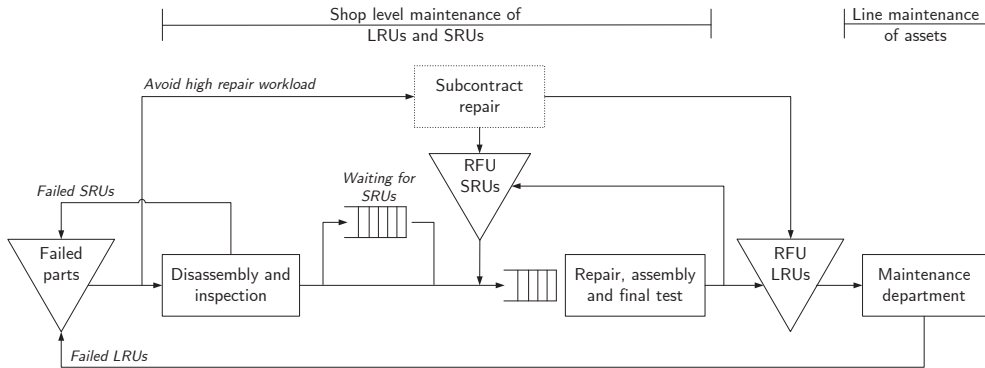 Shop level maintenance of
LRUs and SRUs
Line maintenance
of assets
Avoid high repair workload
Subcontract
repair
Failed SRUs
Waiting for
SRUs
RFU
SRUs
Failed
parts
Disassembly and
inspection
Repair, assembly
and final test
RFU
LRUs
Maintenance
department
Failed LRUs